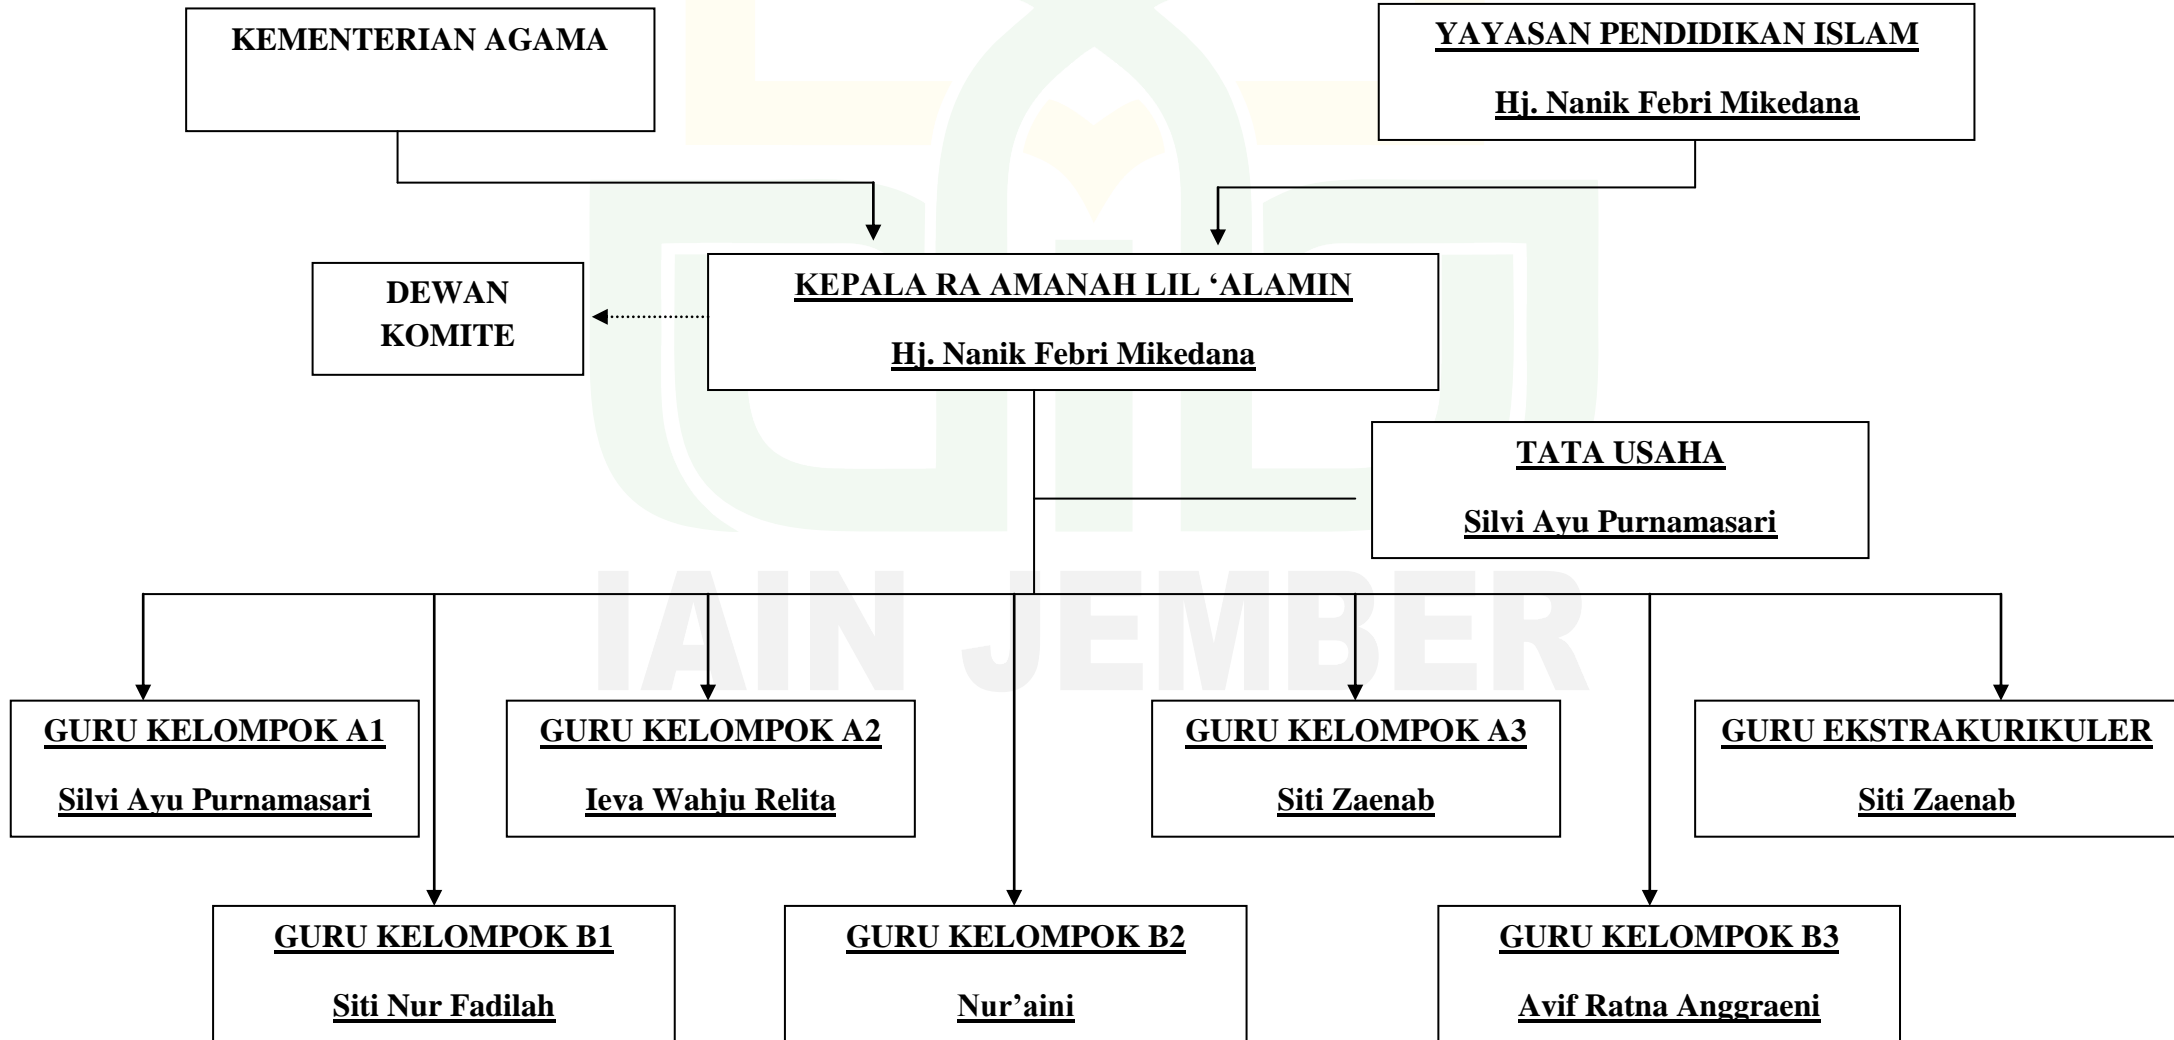 KEMENTERIAN AGAMA
YAYASAN PENDIDIKAN ISLAM
Hj. Nanik Febri Mikedana
DEWAN
KOMITE
KEPALA RA AMANAH LIL ‘ALAMIN
Hj. Nanik Febri Mikedana
TATA USAHA
Silvi Ayu Purnamasari
IAIN JEMBER
GURU KELOMPOK A1
Silvi Ayu Purnamasari
GURU KELOMPOK A2
Ieva Wahju Relita
GURU KELOMPOK A3
Siti Zaenab
GURU EKSTRAKURIKULER
Siti Zaenab
GURU KELOMPOK B1
Siti Nur Fadilah
GURU KELOMPOK B2
Nur’aini
GURU KELOMPOK B3
Avif Ratna Anggraeni